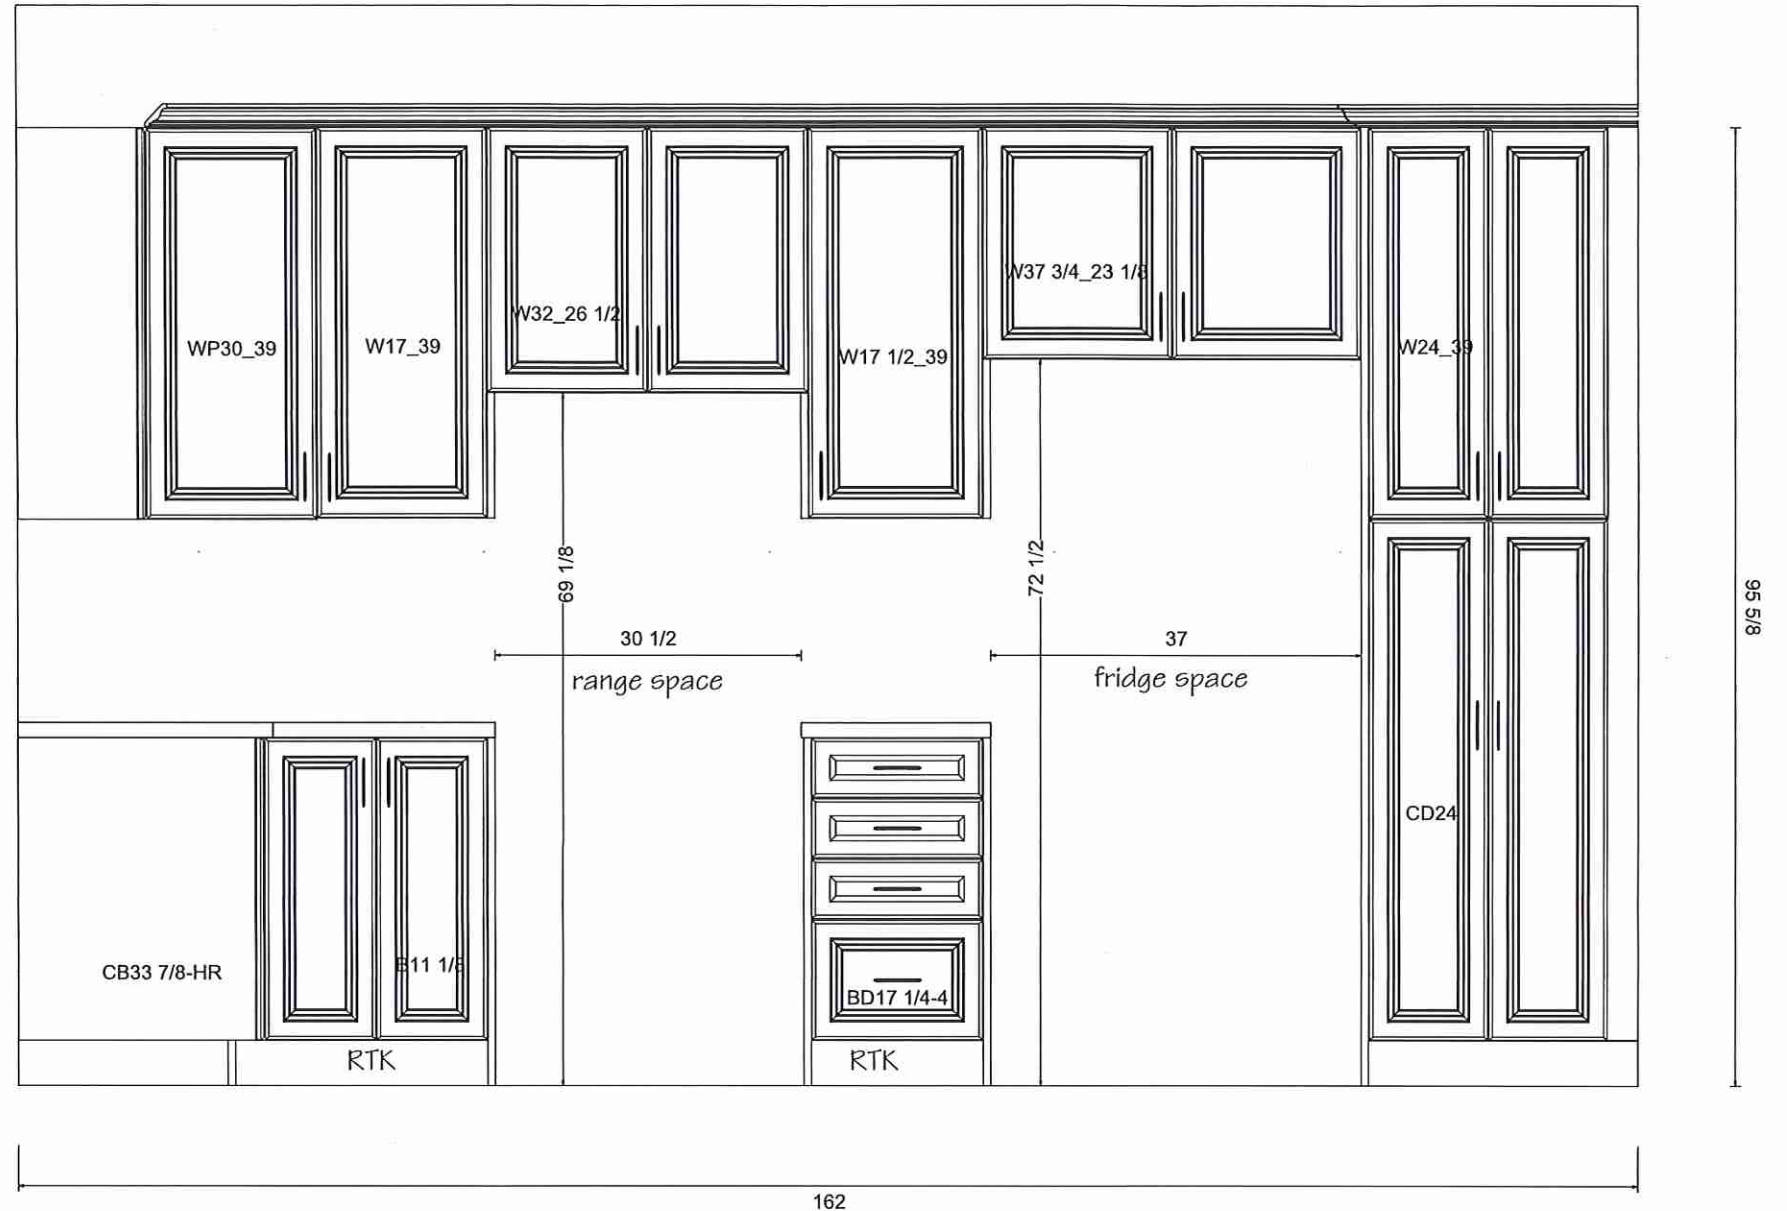 WP30_39
W17_39
W32_26 1/2
W17 1/2_39
W37 3/4_23 1/8
W24_39
69 1/8
72 1/2
95 5/8
30 1/2
range space
37
fridge space
CB33 7/8-HR
B11 1/8
BD17 1/4-4
CD24
RTK
RTK
162